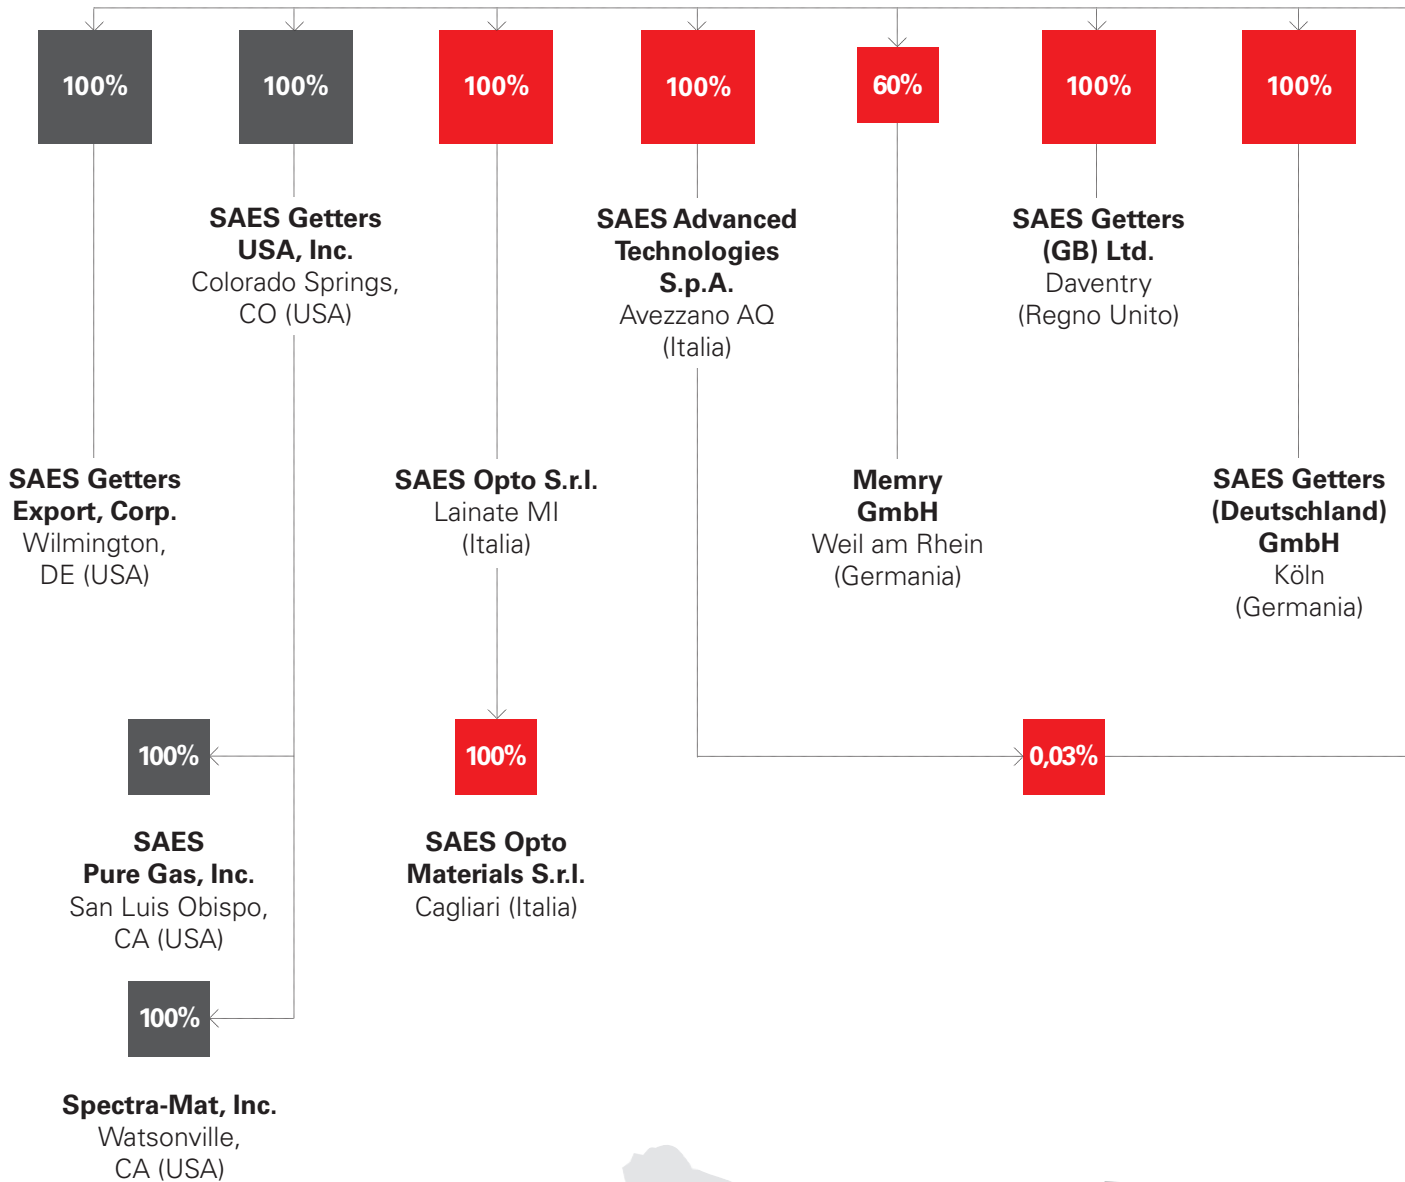 100%
100%
100%
100%
60%
100%
100%
SAES Getters
USA, Inc.
Colorado Springs,
CO (USA)
SAES Advanced
Technologies
S.p.A.
Avezzano AQ
(Italia)
SAES Getters
(GB) Ltd.
Daventry
(Regno Unito)
SAES Getters
Export, Corp.
Wilmington,
DE (USA)
SAES Opto S.r.l.
Lainate MI
(Italia)
Memry
GmbH
Weil am Rhein
(Germania)
SAES Getters
(Deutschland)
GmbH
Köln
(Germania)
100%
100%
0,03%
SAES
Pure Gas, Inc.
San Luis Obispo,
CA (USA)
SAES Opto
Materials S.r.l.
Cagliari (Italia)
100%
Spectra-Mat, Inc.
Watsonville,
CA (USA)